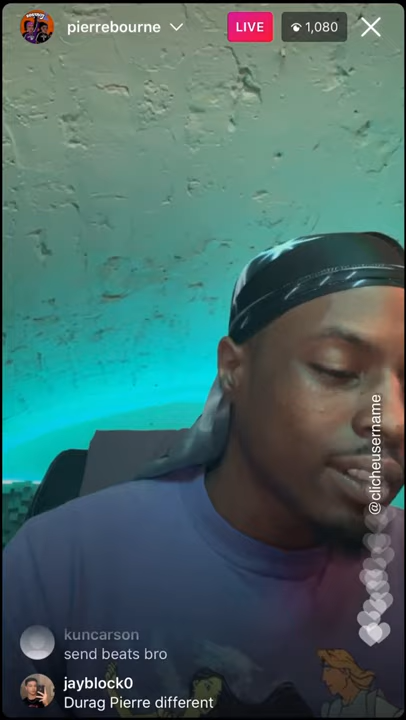 pierrebourne
LIVE
1,080
@clicheusername
kuncarson
send beats bro
jayblock0
Durag Pierre different